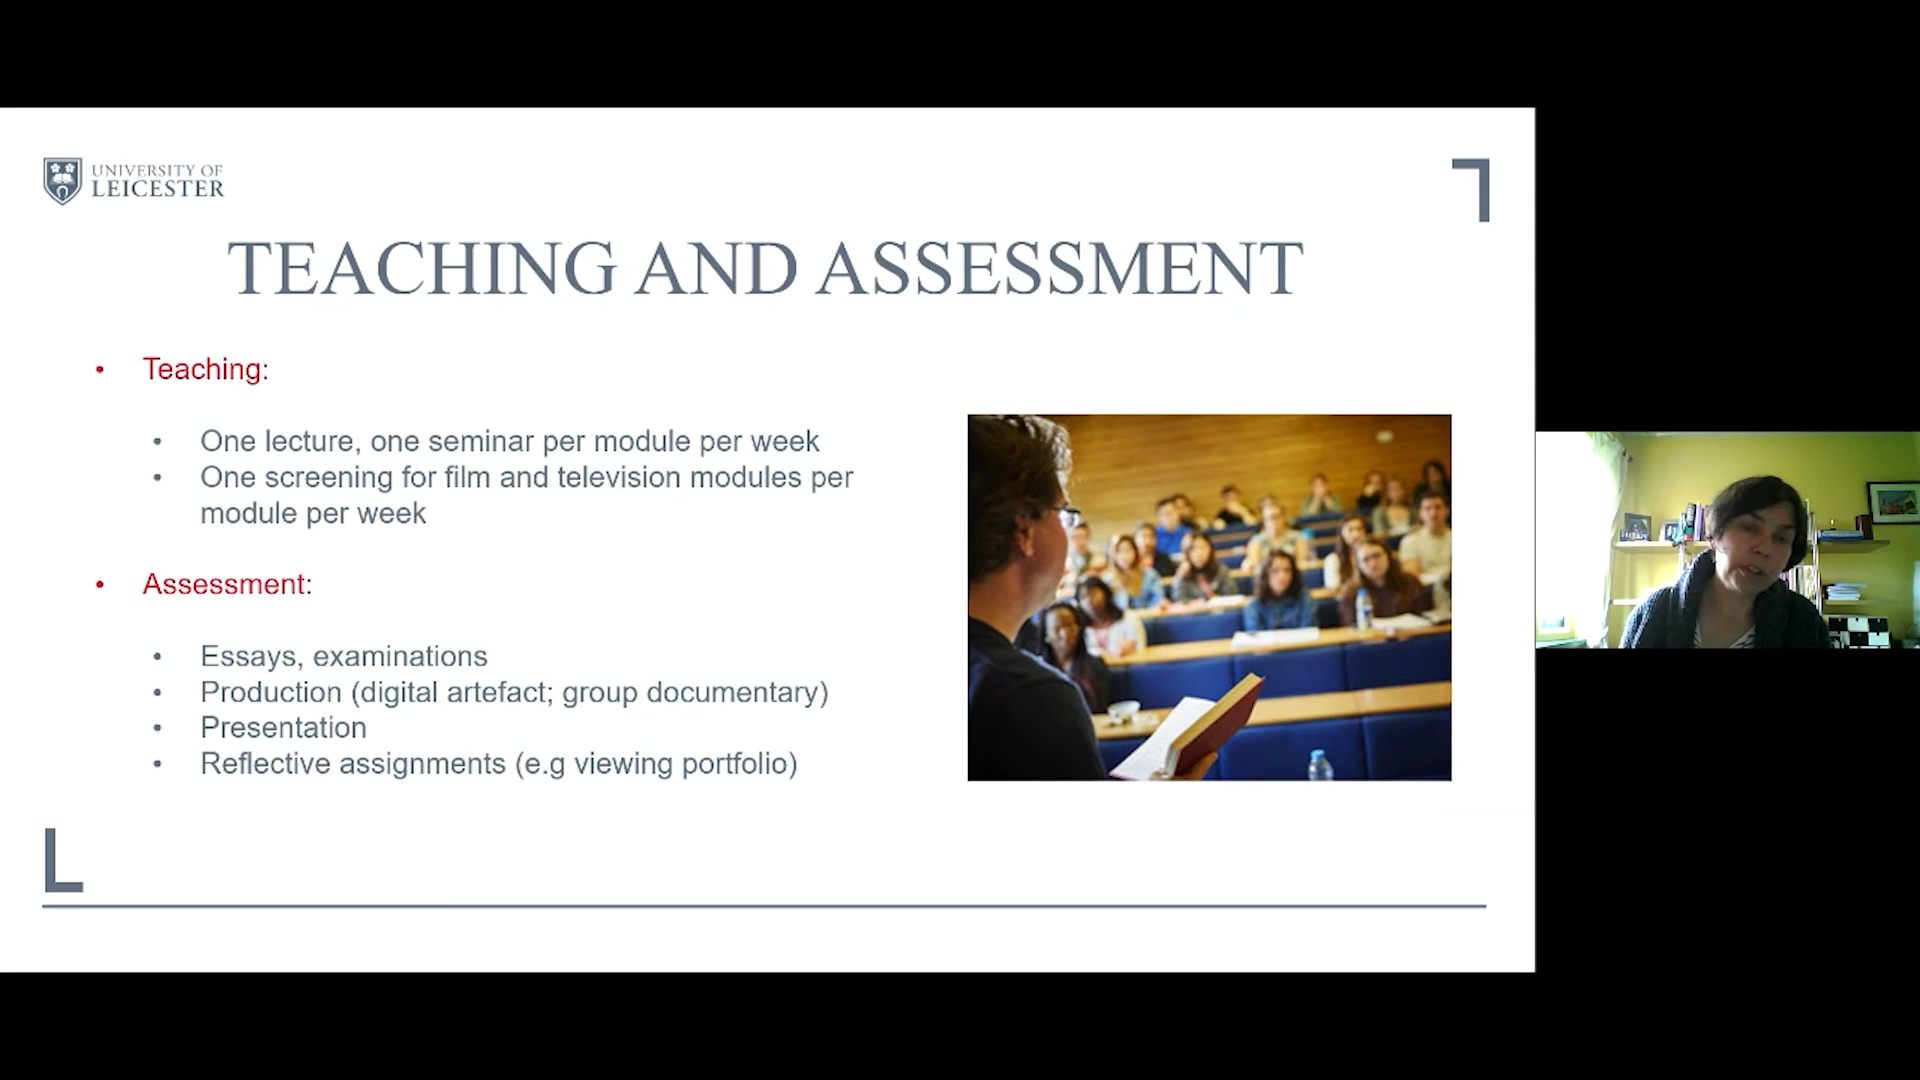 UNIVERSITY OF
LEICESTER
TEACHING AND ASSESSMENT
• Teaching:
• One lecture, one seminar per module per week
• One screening for film and television modules per
module per week
• Assessment:
• Essays, examinations
• Production (digital artefact; group documentary)
• Presentation
• Reflective assignments (e.g viewing portfolio)